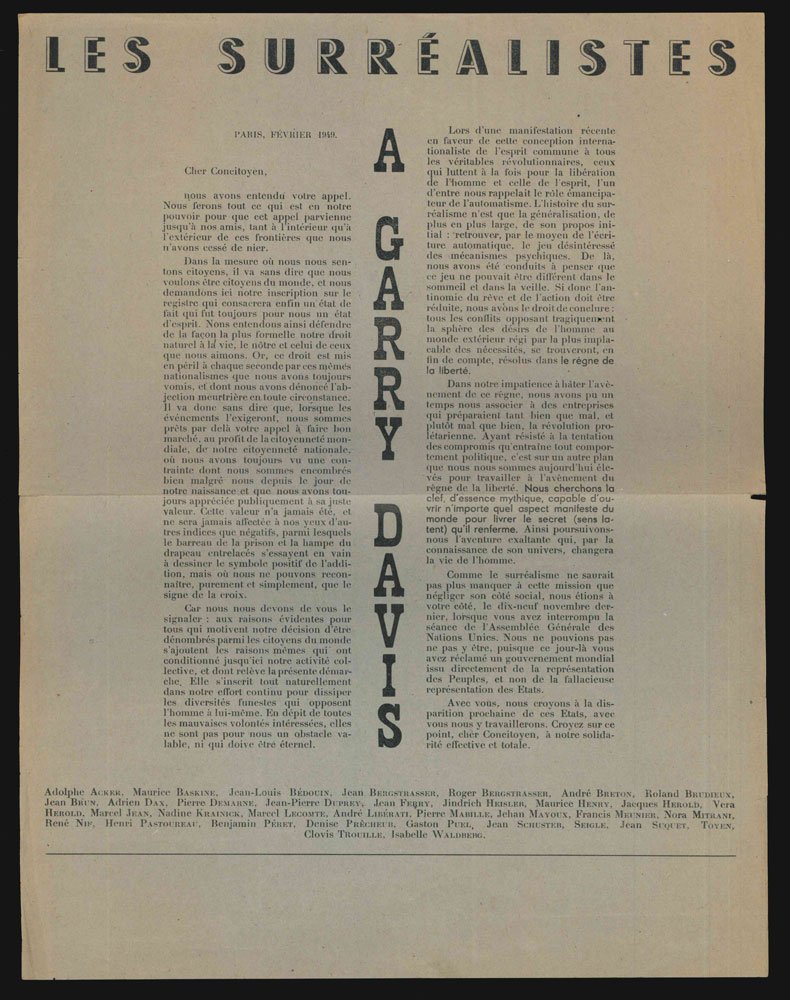 LES SURRÉALISTES
A GARRY DAVIS
PARIS, FÉVRIER 1949.
Cher Concitoyen,
nous avons entendu votre appel.
Nous ferons tout ce qui est en notre
pouvoir pour que cet appel parvienne
jusqu'à nos amis, tant à l'intérieur qu'à
l'extérieur de ces frontières que nous
n'avons cessé de nier.
Dans la mesure où nous nous sen-
tons citoyens, il va sans dire que nous
voulons être citoyens du monde, et nous
demandons ici notre inscription sur le
registre qui consacrera enfin un état de
fait qui fut toujours pour nous un état
d'esprit. Nous entendons ainsi défendre
de la façon la plus formelle notre droit
naturel à la vie, le nôtre et celui de ceux
que nous aimons. Or, ce droit est mis
en péril à chaque seconde par ces mêmes
nationalismes que nous avons toujours
vomis, et dont nous avons dénoncé l'ab-
jection meurtrière en toute circonstance.
Il va donc sans dire que, lorsque les
événements l'exigeront, nous sommes
prêts par delà votre appel à faire bon
marché, au profit de la citoyenneté mon-
diale, de notre citoyenneté nationale,
où nous avons toujours vu une con-
trainte dont nous sommes encombrés
bien malgré nous depuis le jour de
notre naissance et que nous avons tou-
jours appréciée publiquement à sa juste
valeur. Cette valeur n'a jamais été, et
ne sera jamais affectée à nos yeux d'au-
tres indices que négatifs, parmi lesquels
le barreau de la prison et la hampe du
drapeau entrelacés s'essayent en vain
à dessiner le symbole positif de l'addi-
tion, mais où nous ne pouvons recon-
naître, purement et simplement, que le
signe de la croix.
Car nous nous devons de vous le
signaler : aux raisons évidentes pour
tous qui motivent notre décision d'être
dénombrés parmi les citoyens du monde
s'ajoutent les raisons mêmes qui ont
conditionné jusqu'ici notre activité col-
lective, et dont relève la présente démar-
che. Elle s'inscrit tout naturellement
dans notre effort continu pour dissiper
les diversités funestes qui opposent
l'homme à lui-même. En dépit de toutes
les mauvaises volontés intéressées, elles
ne sont pas pour nous un obstacle va-
lable, ni qui doive être éternel.
Lors d'une manifestation récente
en faveur de cette conception interna-
tionaliste de l'esprit commune à tous
les véritables révolutionnaires, ceux
qui luttent à la fois pour la libération
de l'homme et celle de l'esprit, l'un
d'entre nous rappelait le rôle émancipa-
teur de l'automatisme. L'histoire du sur-
réalisme n'est que la généralisation, de
plus en plus large, de son propos ini-
tial : retrouver, par le moyen de l'écri-
ture automatique, le jeu désintéressé
des mécanismes psychiques. De là,
nous avons été conduits à penser que
ce jeu ne pouvait être différent dans le
sommeil et dans la veille. Si donc l'an-
tinomie du rêve et de l'action doit être
réduite, nous avons le droit de conclure :
tous les conflits opposant tragiquement
la sphère des désirs de l'homme au
monde extérieur régi par la plus impla-
cable des nécessités, se trouveront, en
fin de compte, résolus dans le règne de
la liberté.
Dans notre impatience à hâter l'avè-
nement de ce règne, nous avons pu un
temps nous associer à des entreprises
qui préparaient tant bien que mal, et
plutôt mal que bien, la révolution pro-
létarienne. Ayant résisté à la tentation
des compromis qu'entraîne tout compor-
tement politique, c'est sur un autre plan
que nous nous sommes aujourd'hui éle-
vés pour travailler à l'avènement du
règne de la liberté. Nous cherchons la
clef, d'essence mythique, capable d'ou-
vrir n'importe quel aspect manifeste du
monde pour livrer le secret (sens la-
tent) qu'il renferme. Ainsi poursuivons-
nous l'aventure exaltante qui, par la
connaissance de son univers, changera
la vie de l'homme.
Comme le surréalisme ne saurait
pas plus manquer à cette mission que
négliger son côté social, nous étions à
votre côté, le dix-neuf novembre der-
nier, lorsque vous avez interrompu la
séance de l'Assemblée Générale des
Nations Unies. Nous ne pouvions pas
ne pas y être, puisque ce jour-là vous
avez réclamé un gouvernement mondial
issu directement de la représentation
des Peuples, et non de la fallacieuse
représentation des Etats.
Avec vous, nous croyons à la dis-
parition prochaine de ces Etats, avec
vous nous y travaillerons. Croyez sur ce
point, cher Concitoyen, à notre solida-
rité effective et totale.
Adolphe ACKER, Maurice BASKINE, Jean-Louis BÉDOUIN, Jean BERGSTRASSER, Roger BERGSTRASSER, André BRETON, Roland BRUDIEUX,
Jean BRUN, Adrien DAX, Pierre DEMARNE, Jean-Pierre DUPREY, Jean FERRY, Jindrich HEISLER, Maurice HENRY, Jacques HEROLD, Vera
HEROLD, Marcel JEAN, Nadine KRAINICK, Marcel LECOMTE, André LIBÉRATI, Pierre MABILLE, Jehan MAYOUX, Francis MEUNIER, Nora MITRANI,
René NIF, Henri PASTOUREAU, Benjamin PÉRET, Denise PRÊCHEUR, Gaston PUEL, Jean SCHUSTER, SEIGLE, Jean SUQUET, TOYEN,
Clovis TROUILLE, Isabelle WALDBERG.